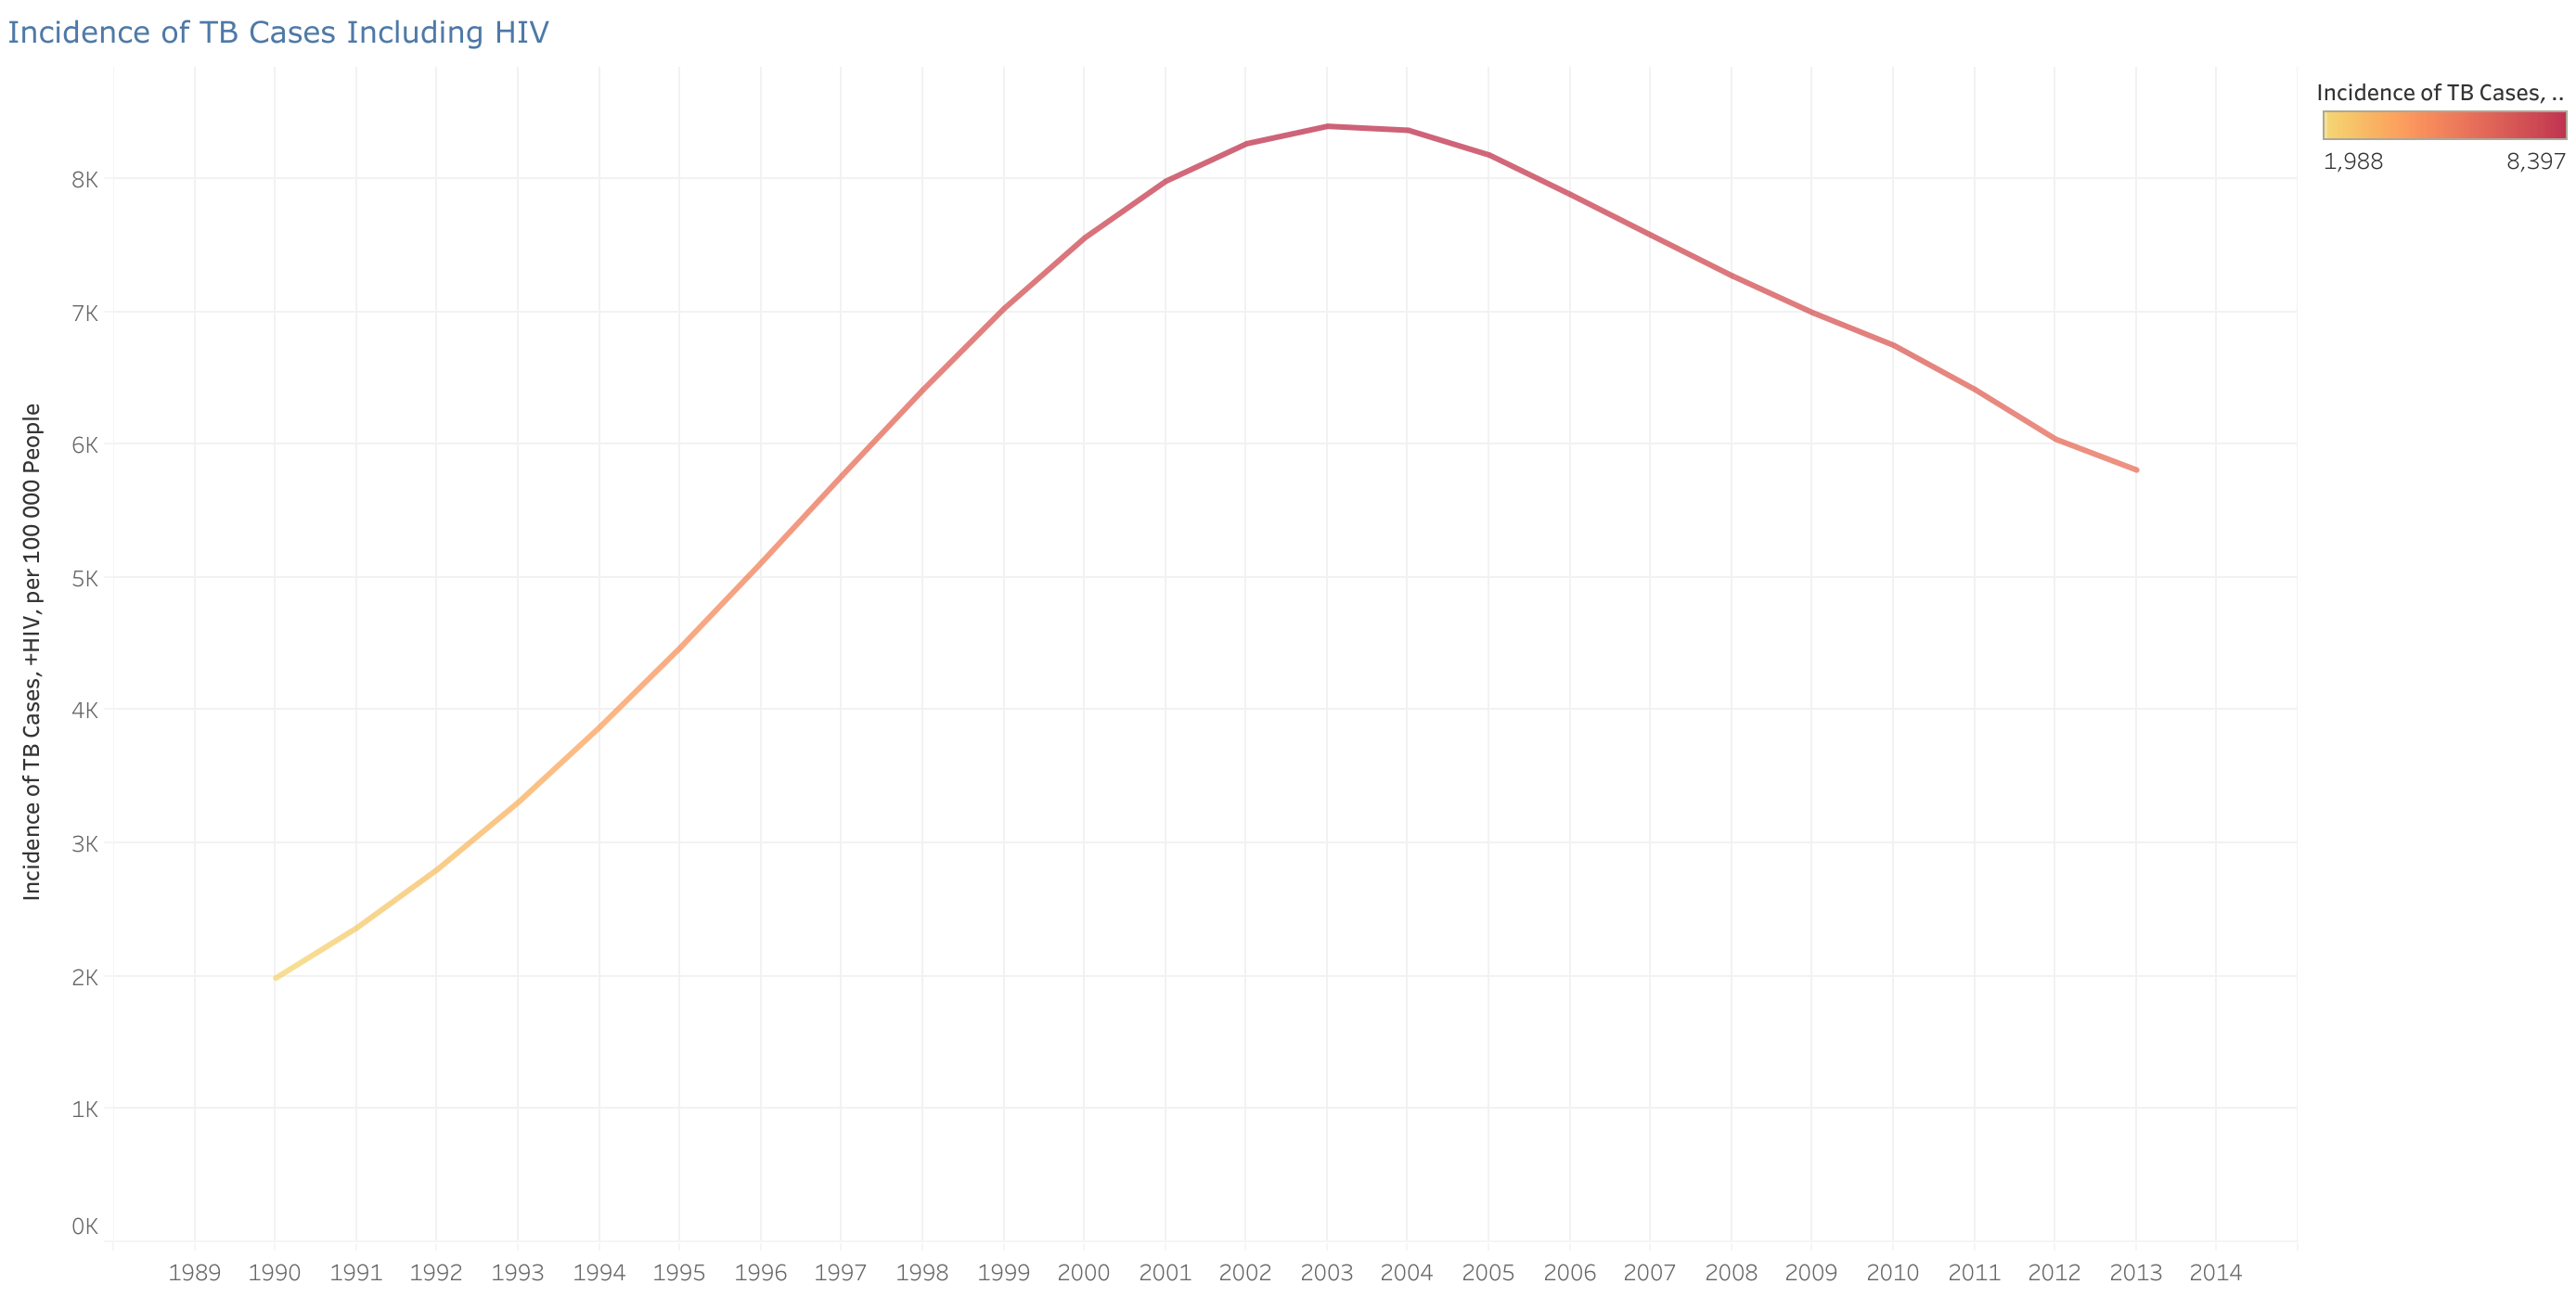 Incidence of TB Cases Including HIV
Incidence of TB Cases, ..
1,988 8,397
Incidence of TB Cases, +HIV, per 100 000 People
8K
7K
6K
5K
4K
3K
2K
1K
0K
1989 1990 1991 1992 1993 1994 1995 1996 1997 1998 1999 2000 2001 2002 2003 2004 2005 2006 2007 2008 2009 2010 2011 2012 2013 2014